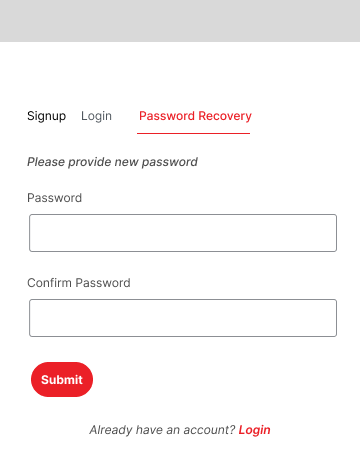 Signup Login Password Recovery
Please provide new password
Password
Confirm Password
Submit
Already have an account? Login